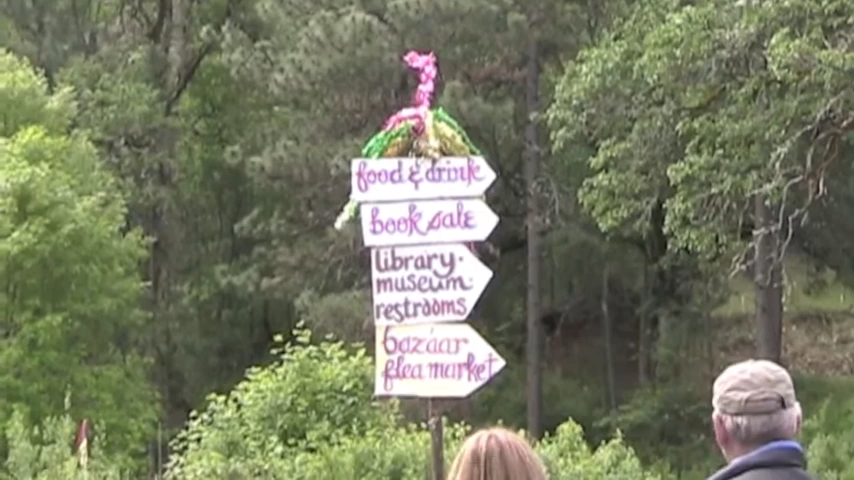 food & drink
book sale
library·
museum·
restrooms
bazaar
flea market